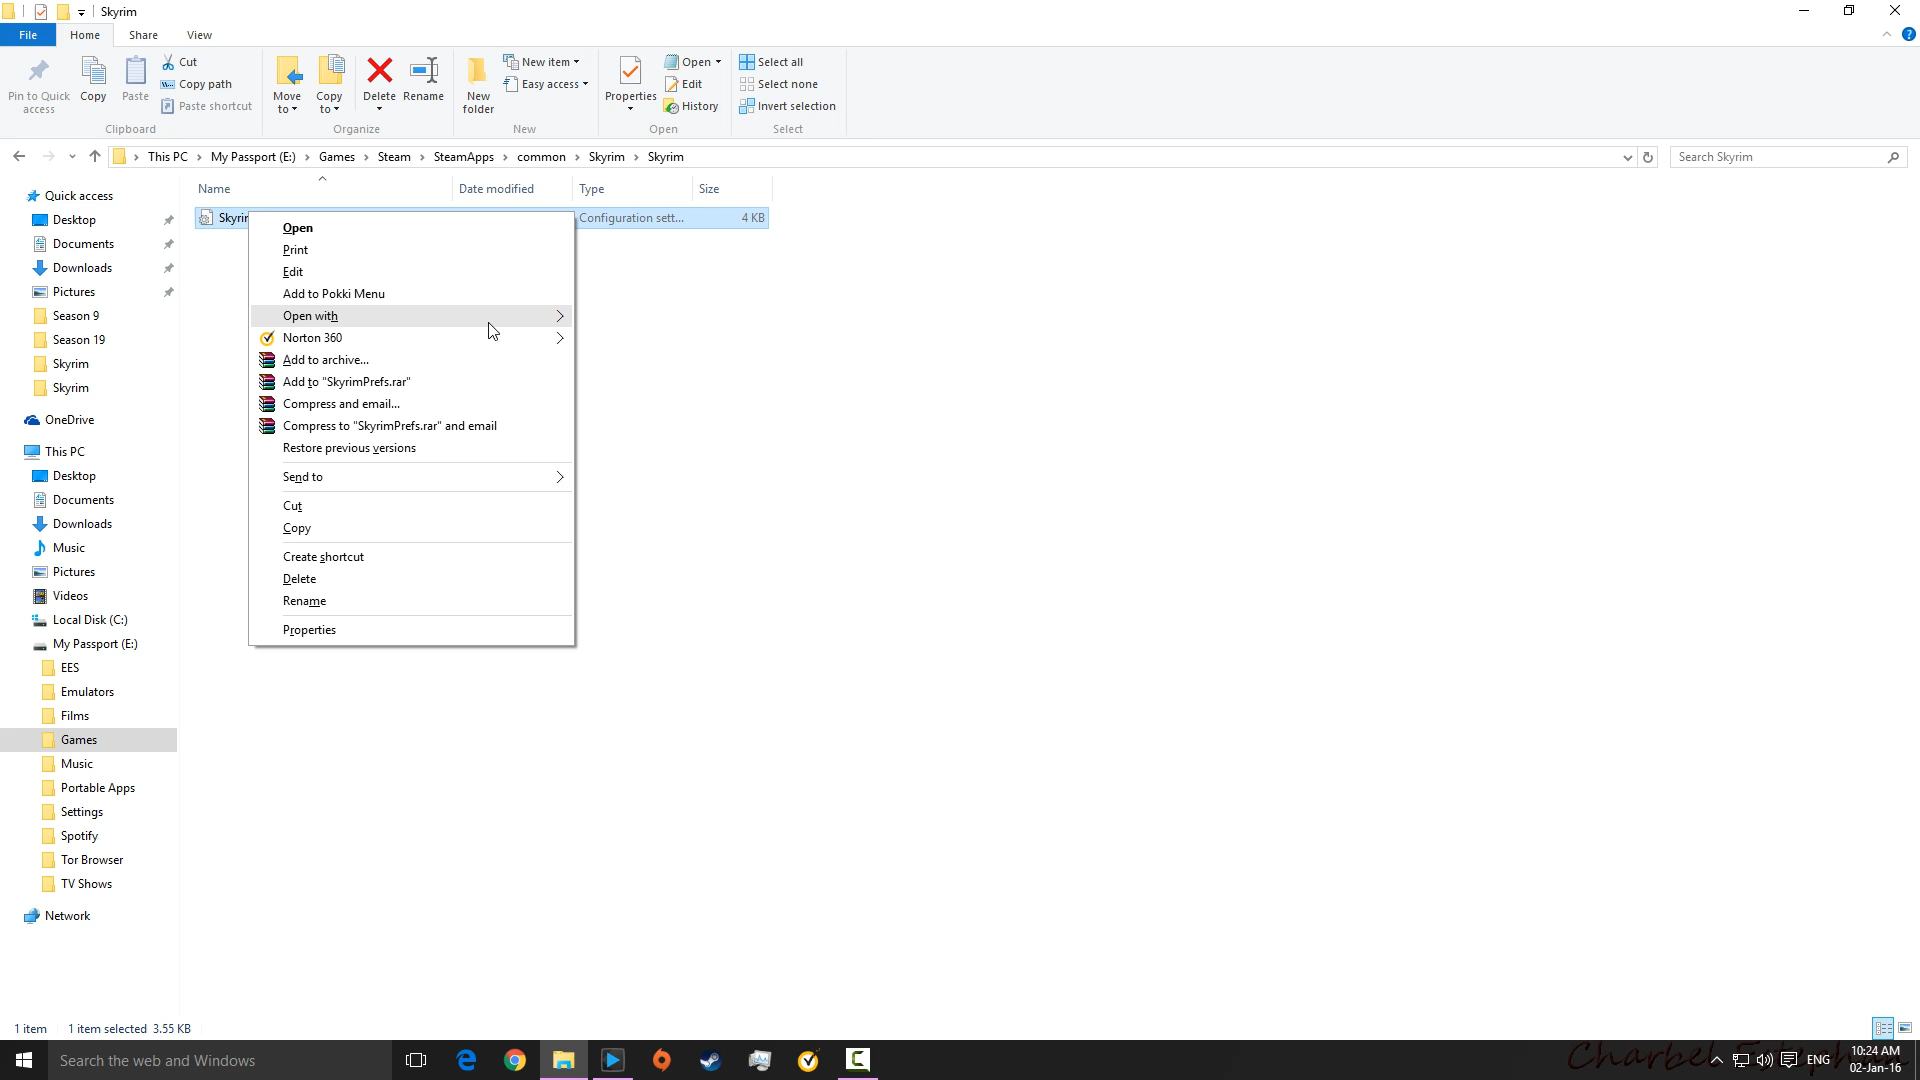 Skyrim
File Home Share View
Pin to Quick access
Copy
Paste
Cut
Copy path
Paste shortcut
Clipboard
Move to
Copy to
Delete
Rename
Organize
New folder
New item
Easy access
New
Properties
Open
Edit
History
Open
Select all
Select none
Invert selection
Select
This PC > My Passport (E:) > Games > Steam > SteamApps > common > Skyrim > Skyrim
Search Skyrim
Name Date modified Type Size
Configuration sett... 4 KB
Open
Print
Edit
Add to Pokki Menu
Open with
Norton 360
Add to archive...
Add to "SkyrimPrefs.rar"
Compress and email...
Compress to "SkyrimPrefs.rar" and email
Restore previous versions
Send to
Cut
Copy
Create shortcut
Delete
Rename
Properties
Quick access
Desktop
Documents
Downloads
Pictures
Season 9
Season 19
Skyrim
Skyrim
OneDrive
This PC
Desktop
Documents
Downloads
Music
Pictures
Videos
Local Disk (C:)
My Passport (E:)
EES
Emulators
Films
Games
Music
Portable Apps
Settings
Spotify
Tor Browser
TV Shows
Network
1 item 1 item selected 3.55 KB
Search the web and Windows
ENG
10:24 AM
02-Jan-16